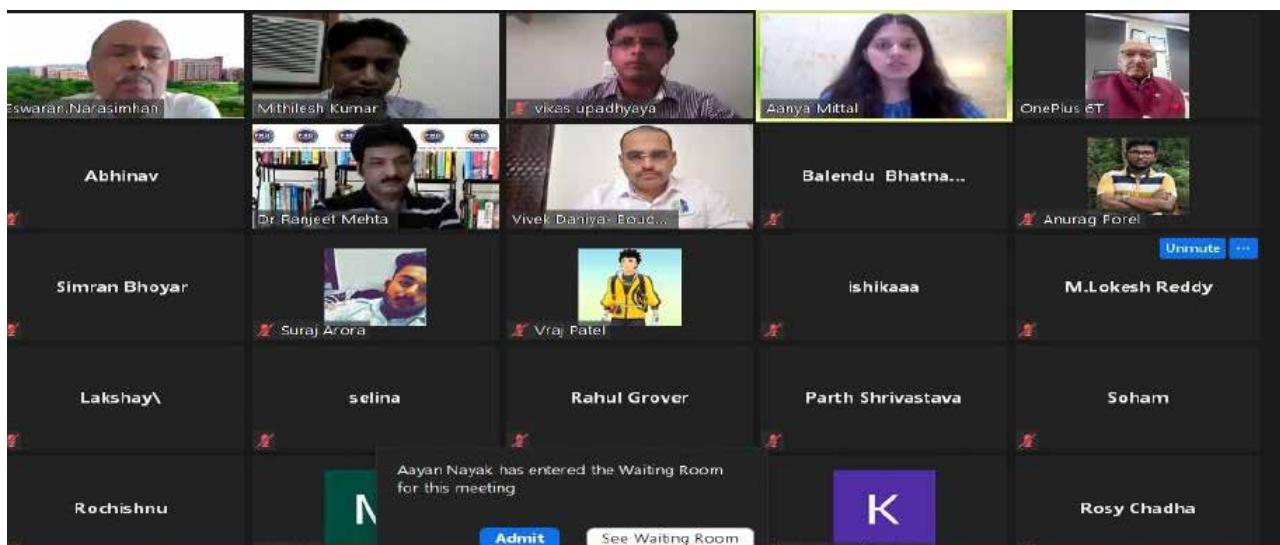 Eswaran.Narasimhan
Mithilesh Kumar
vikas upadhyaya
Aanya Mittal
OnePlus 6T
Abhinav
Dr Ranjeet Mehta
Vivek Daniya-
Balendu Bhatna...
Anurag Porel
Unmute
Simran Bhoyar
Suraj Arora
Vraj Patel
ishikaaa
M.Lokesh Reddy
Lakshay\
selina
Rahul Grover
Parth Shrivastava
Soham
Rochishnu
Aayan Nayak has entered the Waiting Room
for this meeting
K
Rosy Chadha
Admit
See Waiting Room